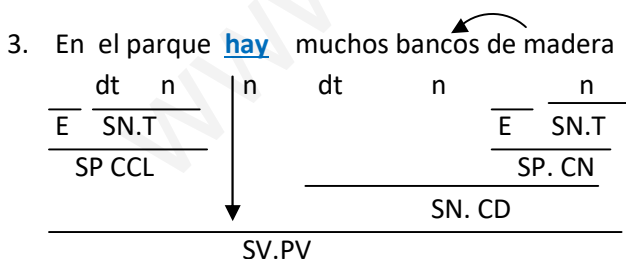 3. En el parque hay muchos bancos de madera
dt n n dt n n
E SN.T E SN.T
SP CCL SP. CN
SN. CD
SV.PV